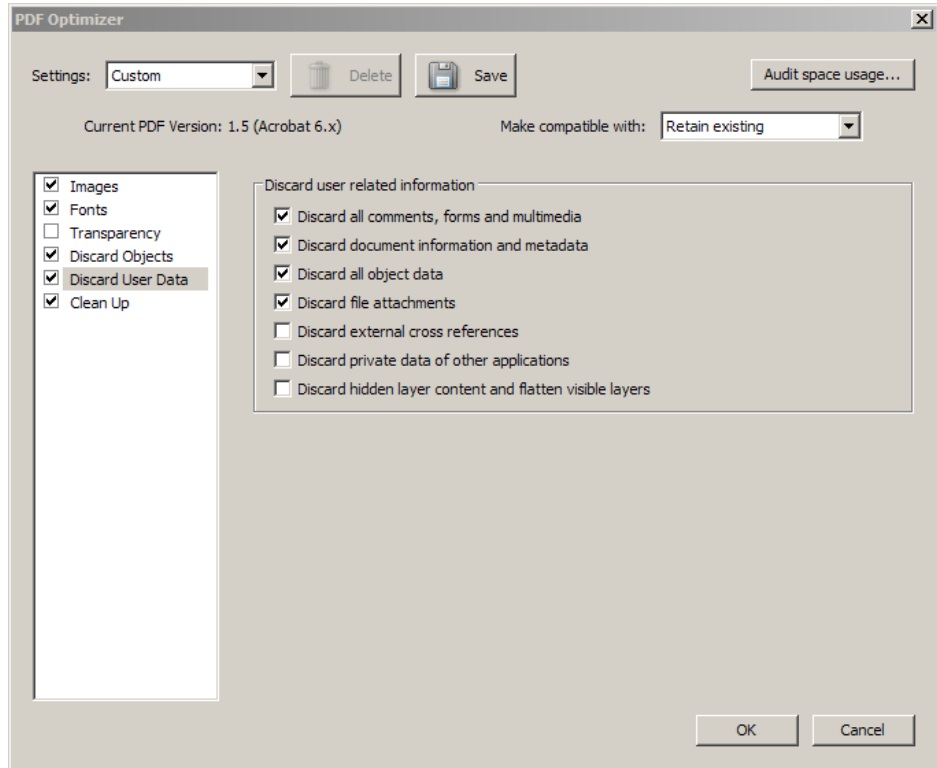 PDF Optimizer
Settings: Custom Delete Save Audit space usage...
Current PDF Version: 1.5 (Acrobat 6.x) Make compatible with: Retain existing
Images
Fonts
Transparency
Discard Objects
Discard User Data
Clean Up
Discard user related information
Discard all comments, forms and multimedia
Discard document information and metadata
Discard all object data
Discard file attachments
Discard external cross references
Discard private data of other applications
Discard hidden layer content and flatten visible layers
OK Cancel